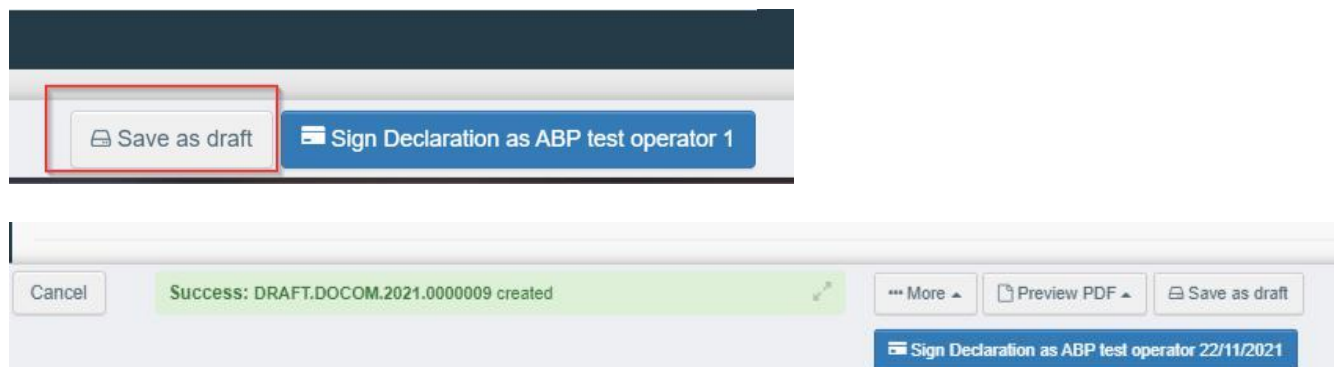 Save as draft Sign Declaration as ABP test operator 1
Cancel Success: DRAFT.DOCOM.2021.0000009 created ••• More Preview PDF Save as draft
Sign Declaration as ABP test operator 22/11/2021